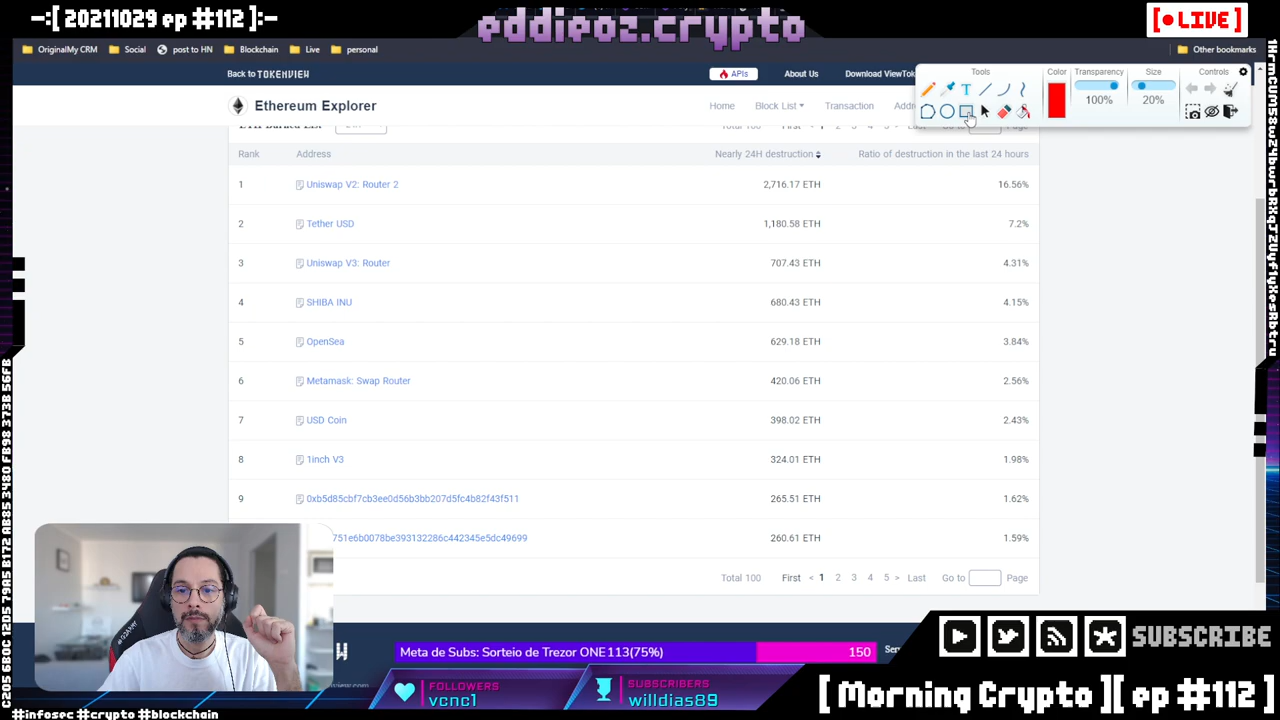 -:[ 20211029 ep #112 ]:-
eddieoz.crypto
[ LIVE ]
OriginalMy CRM
Social
post to HN
Blockchain
Live
personal
Other bookmarks
Back to TOKENVIEW
APIs
About Us
Download ViewTok
Tools
Color
Transparency
Size
Controls
100%
20%
Ethereum Explorer
Home
Block List
Transaction
Addr
Total 100
First
1
2
3
4
5
Last
Go to
Page
Rank
Address
Nearly 24H destruction
Ratio of destruction in the last 24 hours
1 Uniswap V2: Router 2 2,716.17 ETH 16.56%
2 Tether USD 1,180.58 ETH 7.2%
3 Uniswap V3: Router 707.43 ETH 4.31%
4 SHIBA INU 680.43 ETH 4.15%
5 OpenSea 629.18 ETH 3.84%
6 Metamask: Swap Router 420.06 ETH 2.56%
7 USD Coin 398.02 ETH 2.43%
8 1inch V3 324.01 ETH 1.98%
9 0xb5d85cbf7cb3ee0d56b3bb207d5fc4b82f43f511 265.51 ETH 1.62%
751e6b0078be393132286c442345e5dc49699 260.61 ETH 1.59%
Total 100 First < 1 2 3 4 5 > Last Go to Page
Meta de Subs: Sorteio de Trezor ONE 113(75%) 150
Ser
FOLLOWERS
vcnc1
SUBSCRIBERS
willdias89
SUBSCRIBE
[ Morning Crypto ][ ep #112 ]
#infosec #crypto #blockchain